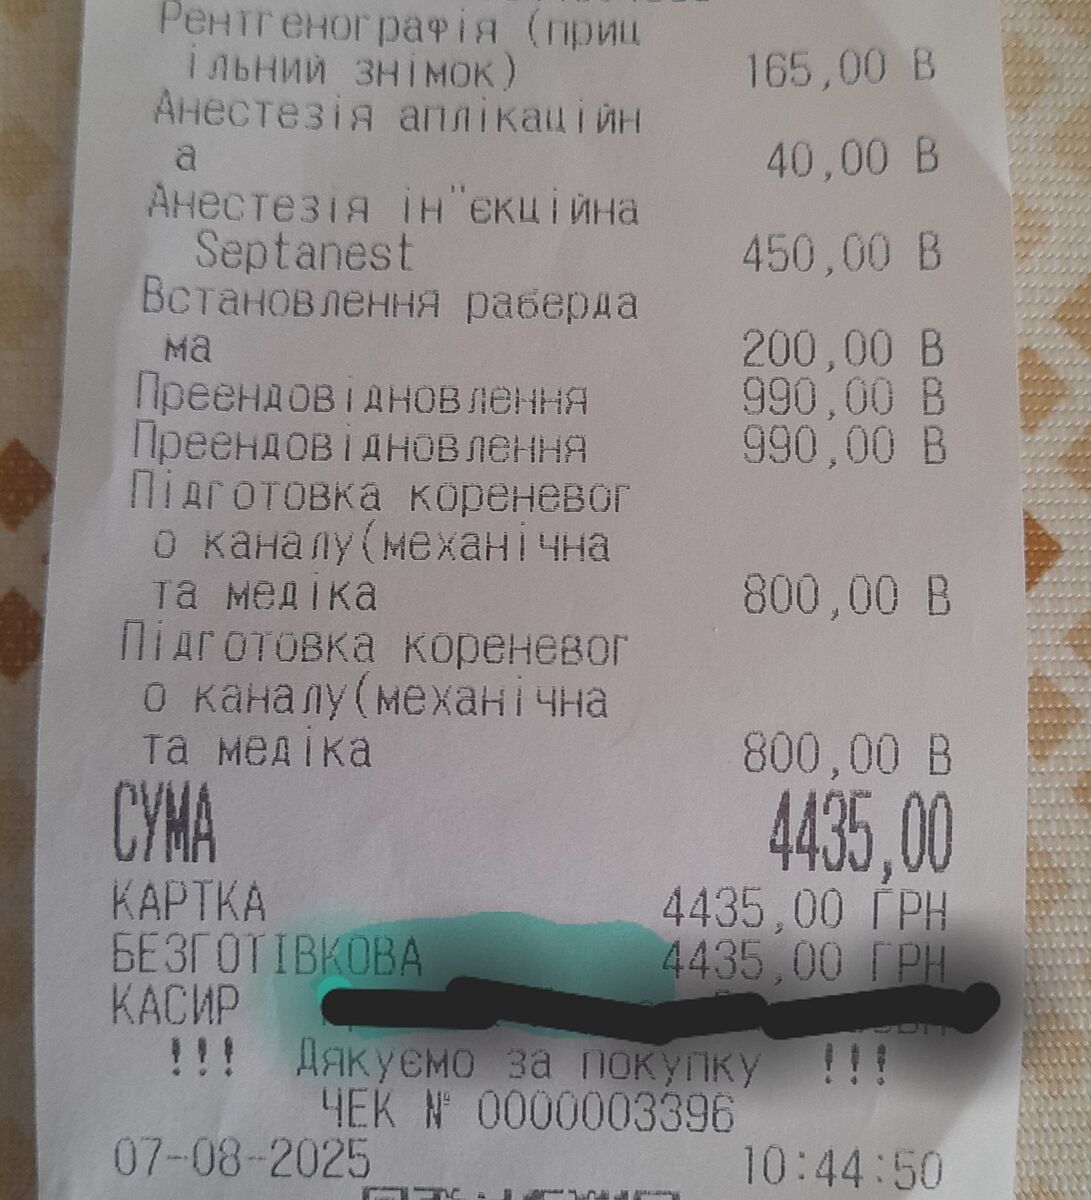 Рентгенографія (приц
ільний знімок) 165,00 В
Анестезія аплікаційн
а 40,00 В
Анестезія ін"єкційна
Septanest 450,00 В
Встановлення рабердa
ма 200,00 В
Преендовідновлення 990,00 В
Преендовідновлення 990,00 В
Підготовка кореневог
о каналу(механічна
та медіка 800,00 В
Підготовка кореневог
о каналу(механічна
та медіка 800,00 В
СУМА 4435,00
КАРТКА 4435,00 ГРН
БЕЗГОТІВКОВА 4435,00 ГРН
КАСИР
!!! Дякуємо за покупку !!!
ЧЕК № 0000003396
07-08-2025 10:44:50